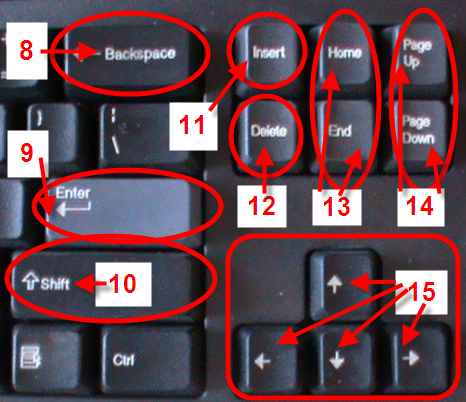 8
Backspace
Insert
Home
Page
Up
11
}
|
\
Delete
End
Page
Down
9
Enter
12
13
14
Shift
10
15
Ctrl